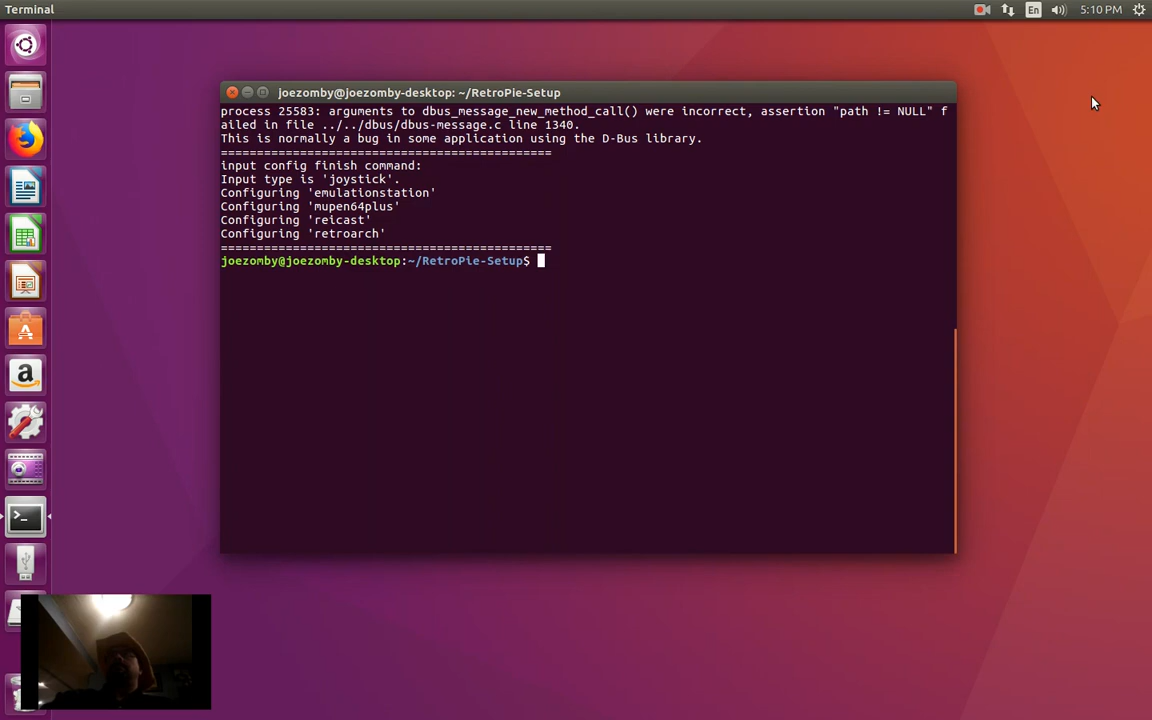 Terminal
En
5:10 PM
joezomby@joezomby-desktop: ~/RetroPie-Setup
process 25583: arguments to dbus_message_new_method_call() were incorrect, assertion "path != NULL" f
ailed in file ../../dbus/dbus-message.c line 1340.
This is normally a bug in some application using the D-Bus library.
=============================================
input config finish command:
Input type is 'joystick'.
Configuring 'emulationstation'
Configuring 'mupen64plus'
Configuring 'reicast'
Configuring 'retroarch'
=============================================
joezomby@joezomby-desktop:~/RetroPie-Setup$